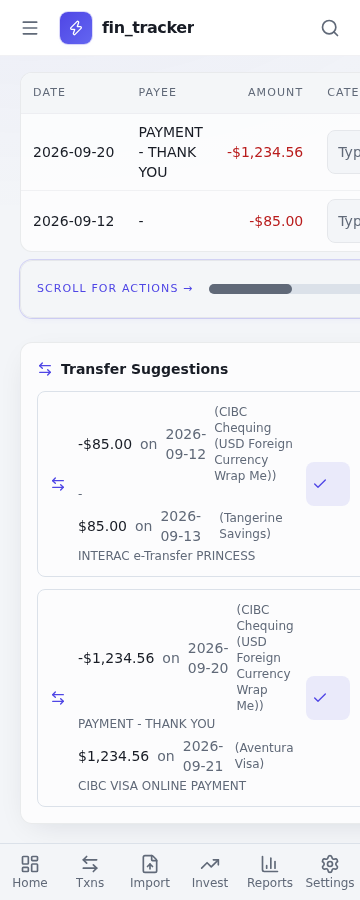 fin_tracker
DATE PAYEE AMOUNT CATE
PAYMENT
2026-09-20 - THANK -$1,234.56 Typ
YOU
2026-09-12 - -$85.00 Typ
SCROLL FOR ACTIONS →
Transfer Suggestions
(CIBC
Chequing
-$85.00 on 2026-09-12 (USD Foreign
Currency
Wrap Me))
-
$85.00 on 2026-09-13 (Tangerine
Savings)
INTERAC e-Transfer PRINCESS
(CIBC
Chequing
(USD
-$1,234.56 on 2026-09-20 Foreign
Currency
Wrap
Me))
PAYMENT - THANK YOU
$1,234.56 on 2026-09-21 (Aventura
Visa)
CIBC VISA ONLINE PAYMENT
Home Txns Import Invest Reports Settings